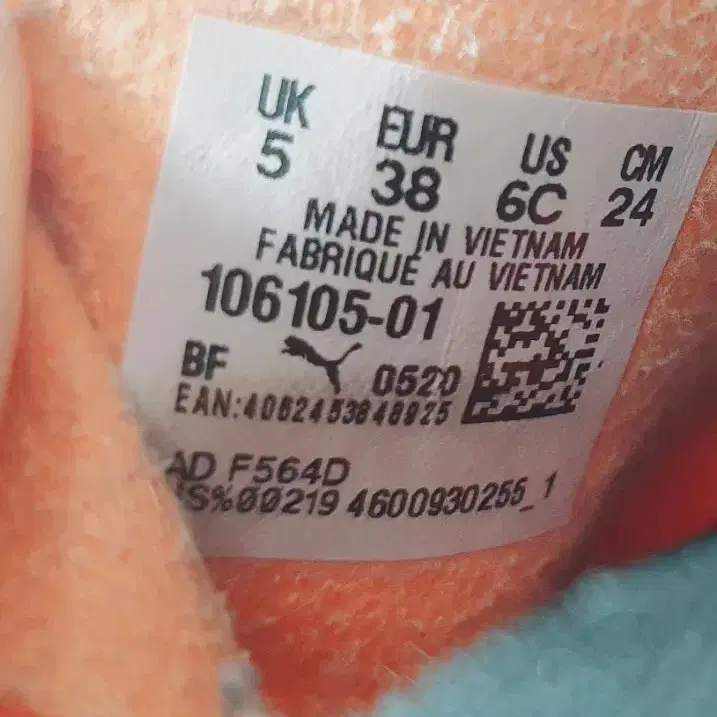 UK EUR US CM
5 38 6C 24
MADE IN VIETNAM
FABRIQUE AU VIETNAM
106105-01
BF 0520
EAN:4062453848925
AD F564D
S%00219 4600930255_1